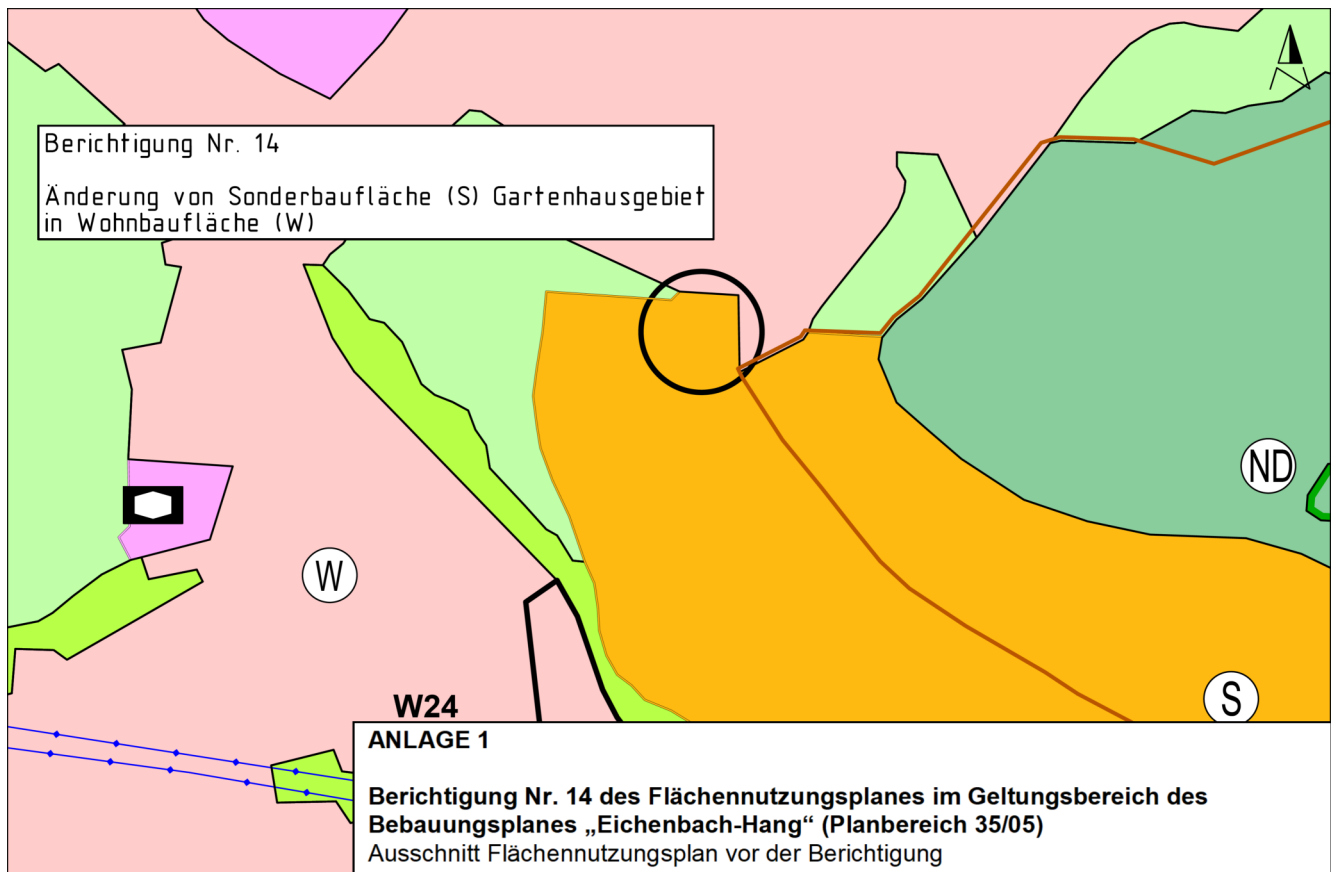 Berichtigung Nr. 14
Änderung von Sonderbaufläche (S) Gartenhausgebiet
in Wohnbaufläche (W)
ND
W
S
W24
ANLAGE 1
Berichtigung Nr. 14 des Flächennutzungsplanes im Geltungsbereich des
Bebauungsplanes „Eichenbach-Hang“ (Planbereich 35/05)
Ausschnitt Flächennutzungsplan vor der Berichtigung